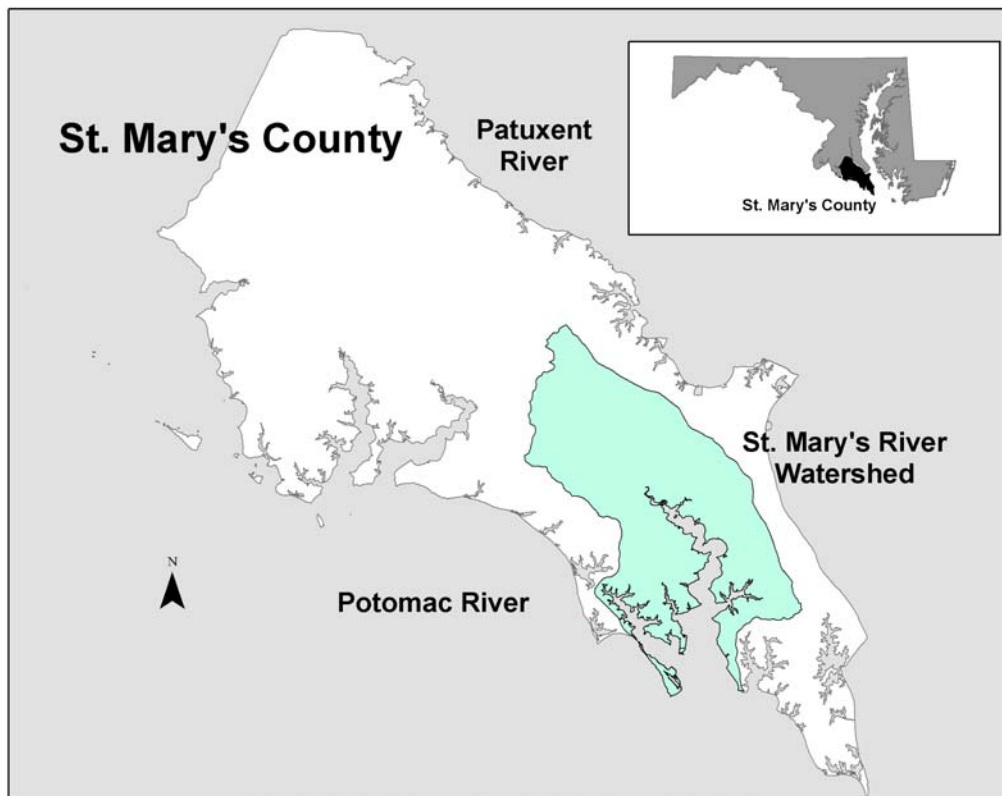 St. Mary's County
Patuxent
River
St. Mary's County
St. Mary's River
Watershed
N
Potomac River